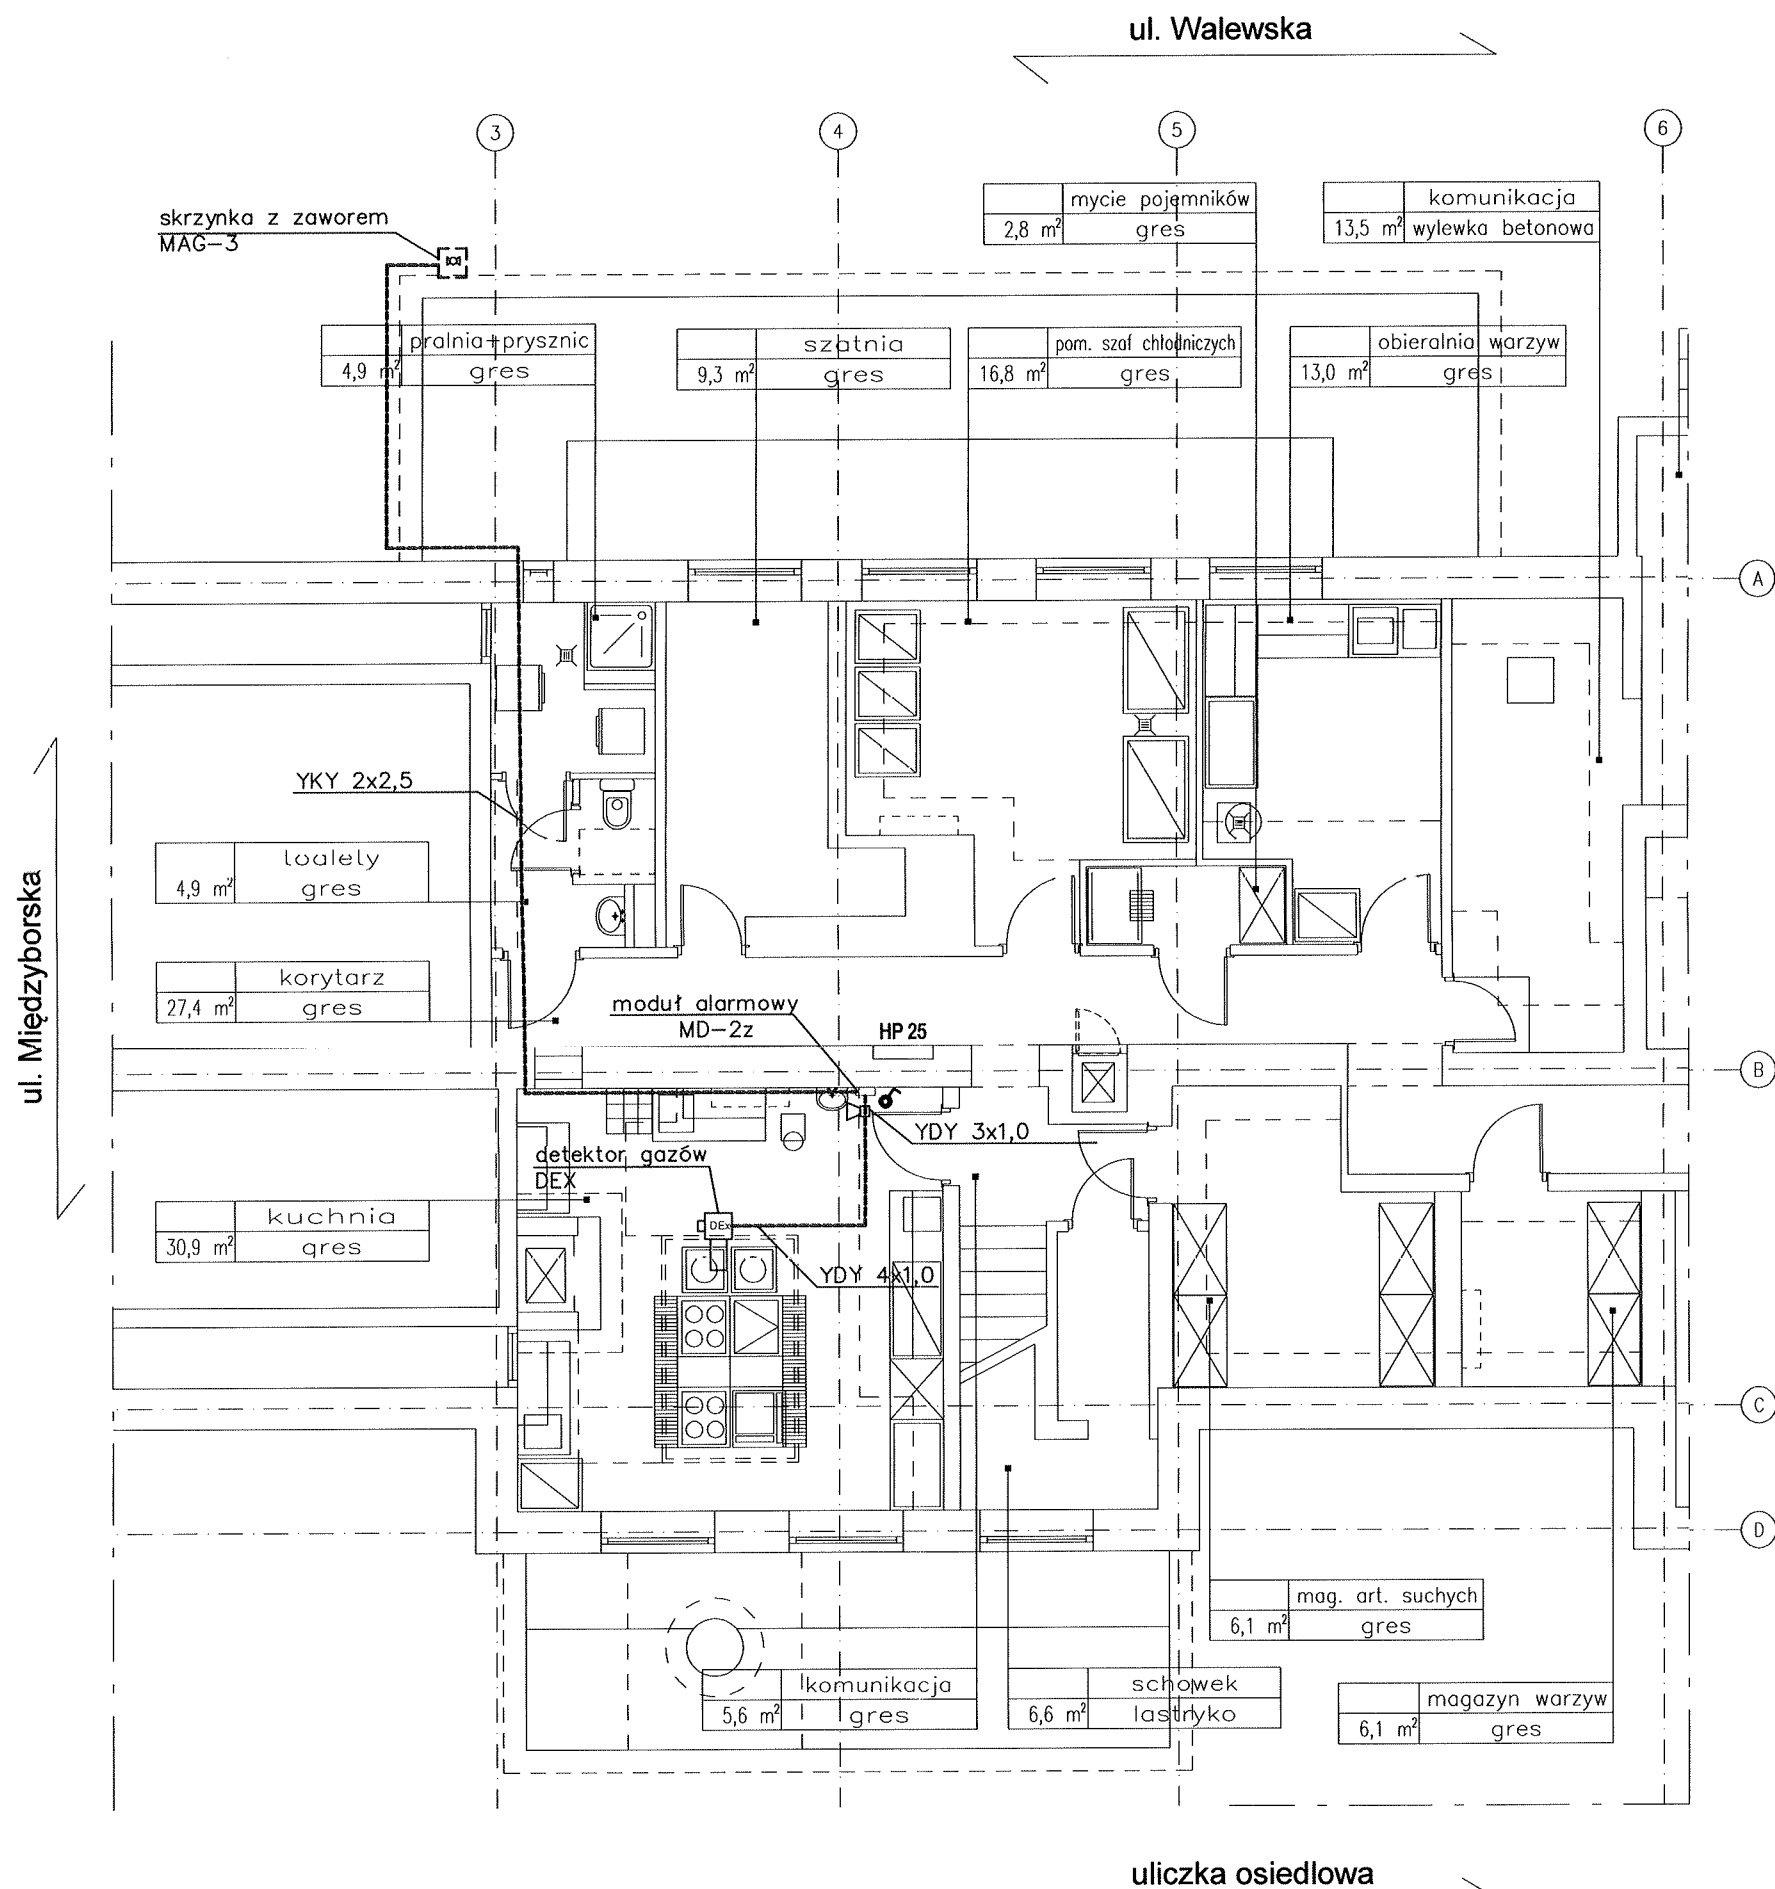 ul. Walewska
3
4
5
6
skrzynka z zaworem
MAG-3
mycie pojemników
2,8 m²
gres
komunikacja
13,5 m²
wylewka betonowa
pralnia+prysznic
4,9 m²
gres
szatnia
9,3 m²
gres
pom. szaf chłodniczych
16,8 m²
gres
obieralnia warzyw
13,0 m²
gres
A
YKY 2x2,5
toalety
4,9 m²
gres
korytarz
27,4 m²
gres
ul. Międzyborska
moduł alarmowy
MD-2z
HP 25
B
YDY 3x1,0
detektor gazów
DEX
kuchnia
30,9 m²
gres
DEx
YDY 4x1,0
C
D
mag. art. suchych
6,1 m²
gres
komunikacja
5,6 m²
gres
schowek
6,6 m²
lastryko
magazyn warzyw
6,1 m²
gres
uliczka osiedlowa